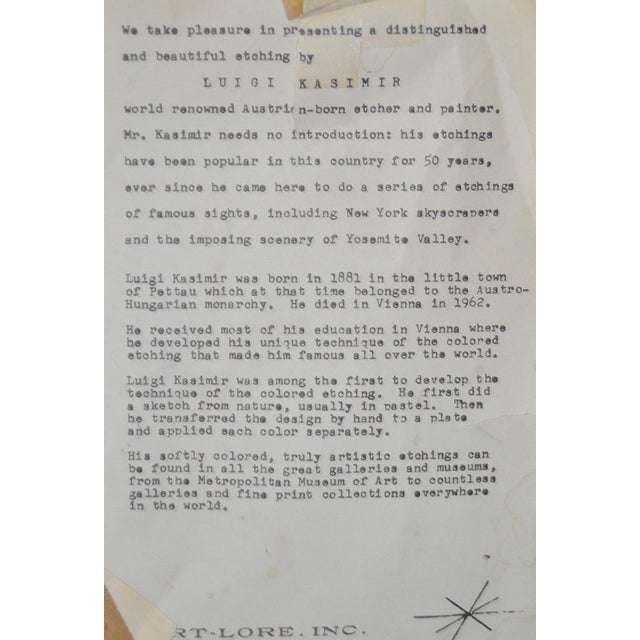 We take pleasure in presenting a distinguished
and beautiful etching by
LUIGI KASIMIR
world renowned Austrian-born etcher and painter.
Mr. Kasimir needs no introduction: his etchings
have been popular in this country for 50 years,
ever since he came here to do a series of etchings
of famous sights, including New York skyscrapers
and the imposing scenery of Yosemite Valley.
Luigi Kasimir was born in 1881 in the little town
of Pettau which at that time belonged to the Austro-
Hungarian monarchy. He died in Vienna in 1962.
He received most of his education in Vienna where
he developed his unique technique of the colored
etching that made him famous all over the world.
Luigi Kasimir was among the first to develop the
technique of the colored etching. He first did
a sketch from nature, usually in pastel. Then
he transferred the design by hand to a plate
and applied each color separately.
His softly colored, truly artistic etchings can
be found in all the great galleries and museums,
from the Metropolitan Museum of Art to countless
galleries and fine print collections everywhere
in the world.
RT-LORE, INC.